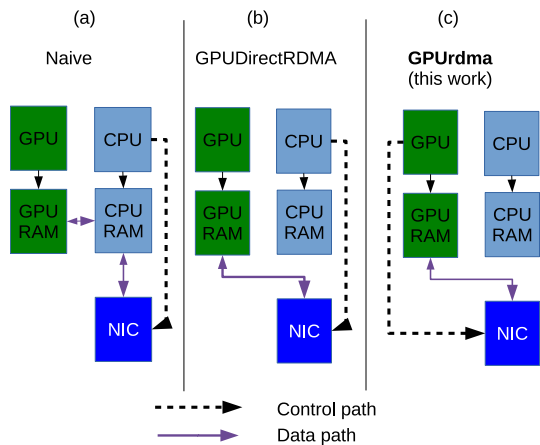 (a)
Naive
GPU
CPU
GPU
RAM
CPU
RAM
NIC
(b)
GPUDirectRDMA
GPU
CPU
GPU
RAM
CPU
RAM
NIC
(c)
GPUrdma
(this work)
GPU
CPU
GPU
RAM
CPU
RAM
NIC
Control path
Data path